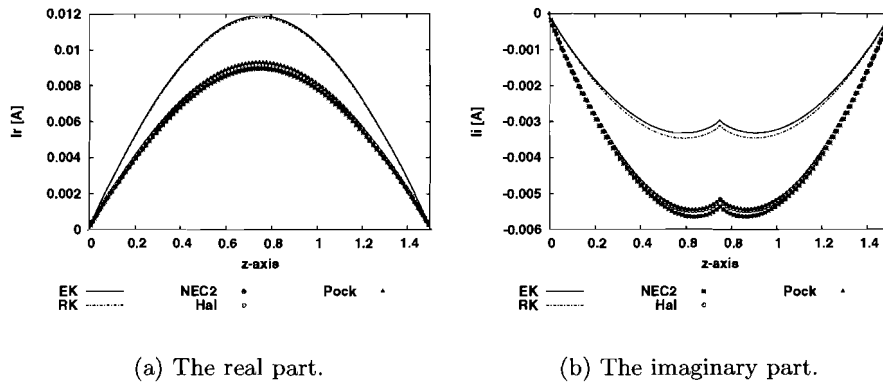 0.012
0.01
0.008
0.006
0.004
0.002
0
Ir [A]
0 0.2 0.4 0.6 0.8 1 1.2 1.4
z-axis
EK NEC2 Pock
RK Hal
(a) The real part.
0
-0.001
-0.002
-0.003
-0.004
-0.005
-0.006
Ii [A]
0 0.2 0.4 0.6 0.8 1 1.2 1.4
z-axis
EK NEC2 Pock
RK Hal
(b) The imaginary part.